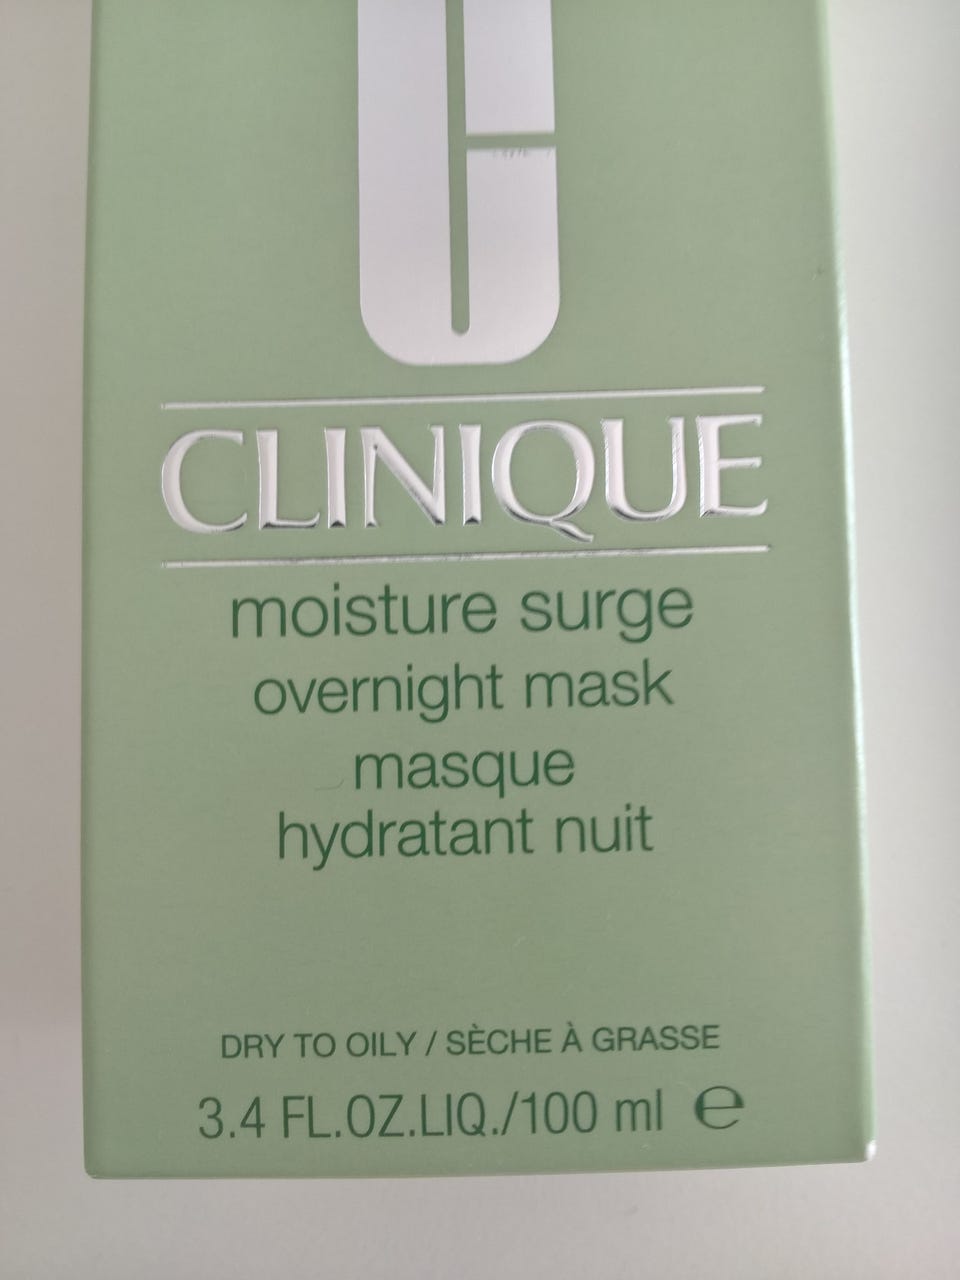 CLINIQUE
moisture surge
overnight mask
masque
hydratant nuit
DRY TO OILY / SÈCHE À GRASSE
3.4 FL.OZ.LIQ./100 ml ℮